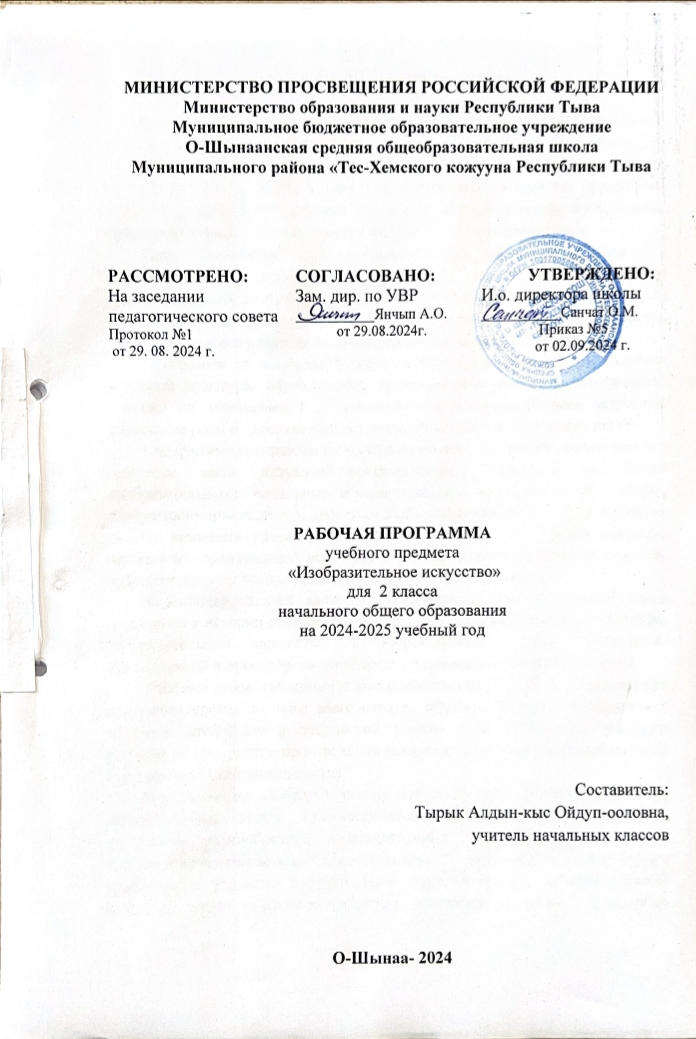 МИНИСТЕРСТВО ПРОСВЕЩЕНИЯ РОССИЙСКОЙ ФЕДЕРАЦИИ
Министерство образования и науки Республики Тыва
Муниципальное бюджетное образовательное учреждение
О-Шынаанская средняя общеобразовательная школа
Муниципального района «Тес-Хемского кожууна Республики Тыва
РАССМОТРЕНО:
На заседании
педагогического совета
Протокол №1
от 29. 08. 2024 г.
СОГЛАСОВАНО:
Зам. дир. по УВР
Янчып А.О.
от 29.08.2024г.
УТВЕРЖДЕНО:
И.о. директора школы
Санчат О.М.
Приказ №5
от 02.09.2024 г.
РАБОЧАЯ ПРОГРАММА
учебного предмета
«Изобразительное искусство»
для 2 класса
начального общего образования
на 2024-2025 учебный год
Составитель:
Тырык Алдын-кыс Ойдуп-ооловна,
учитель начальных классов
О-Шынаа- 2024